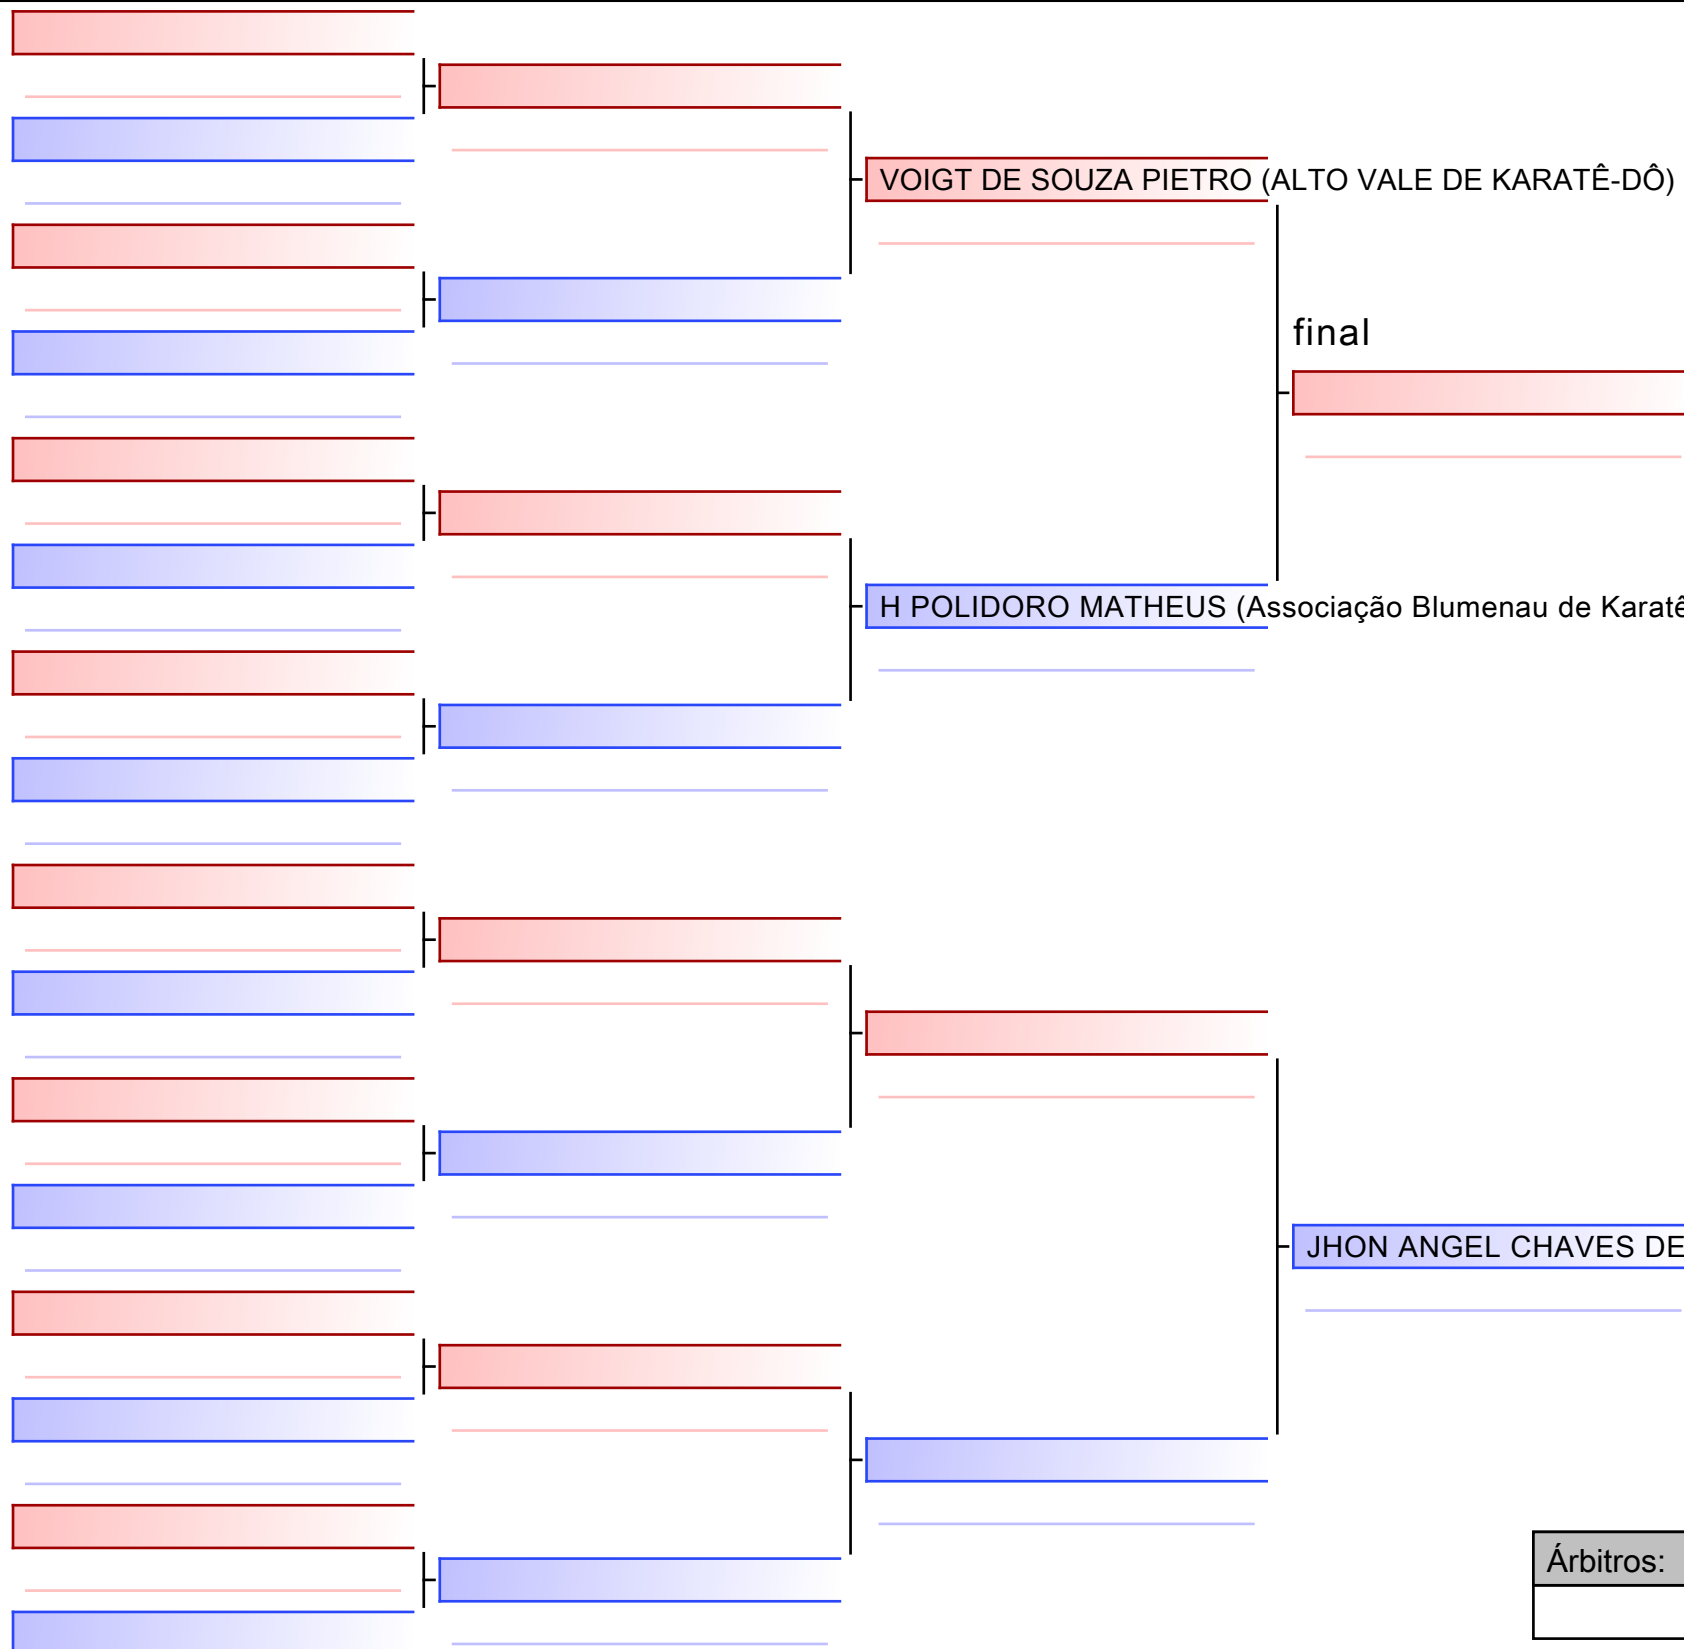 VOIGT DE SOUZA PIETRO (ALTO VALE DE KARATÊ-DÔ)
final
H POLIDORO MATHEUS (Associação Blumenau de Karatê
JHON ANGEL CHAVES DE
Árbitros: